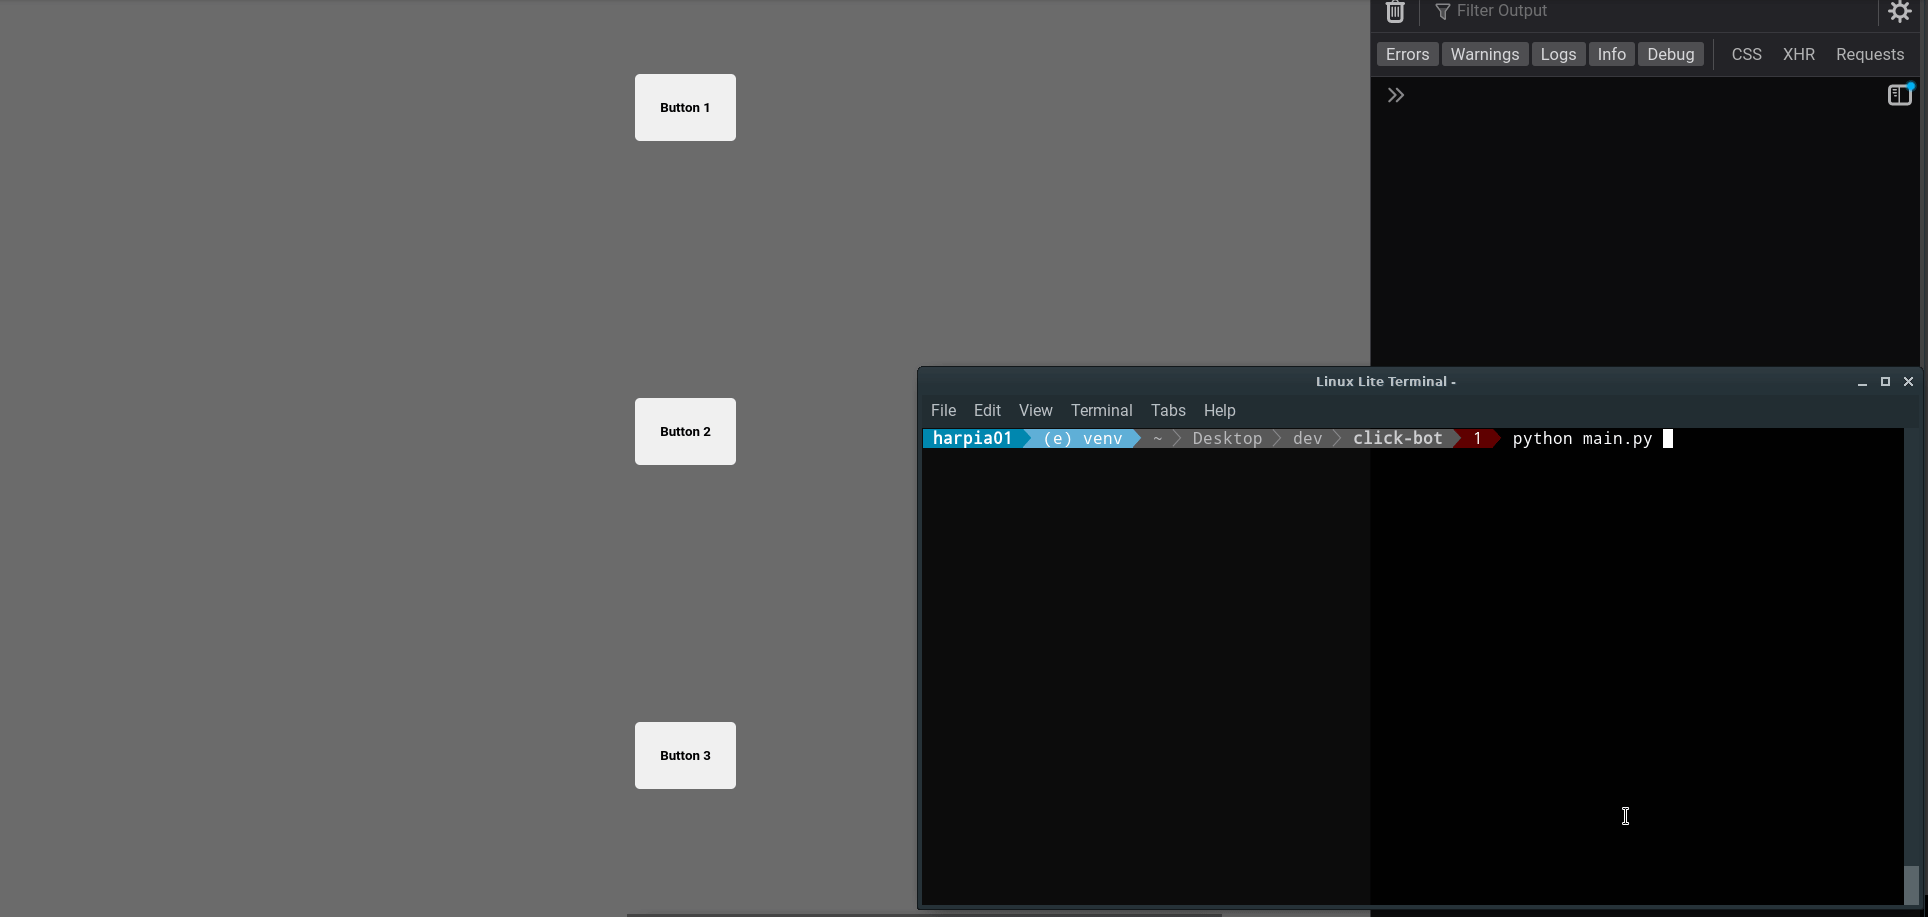 Filter Output
Errors Warnings Logs Info Debug CSS XHR Requests
Button 1
Button 2
Button 3
Linux Lite Terminal -
File Edit View Terminal Tabs Help
harpia01 (e) venv ~ Desktop dev click-bot 1 python main.py